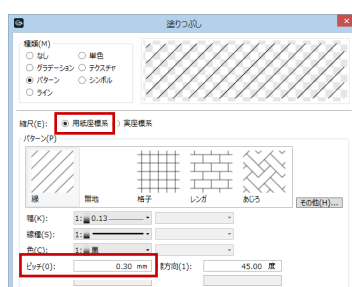 塗りつぶし
種類(M)
なし 単色
グラデーション テクスチャ
パターン シンボル
ライン
縮尺(E): 用紙座標系 実座標系
パターン(P)
線 無地 格子 レンガ あじろ
その他(H)...
幅(K): 1: 0.13
線種(S): 1:
色(C): 1: 黒
ピッチ(O): 0.30 mm 方向(1): 45.00 度